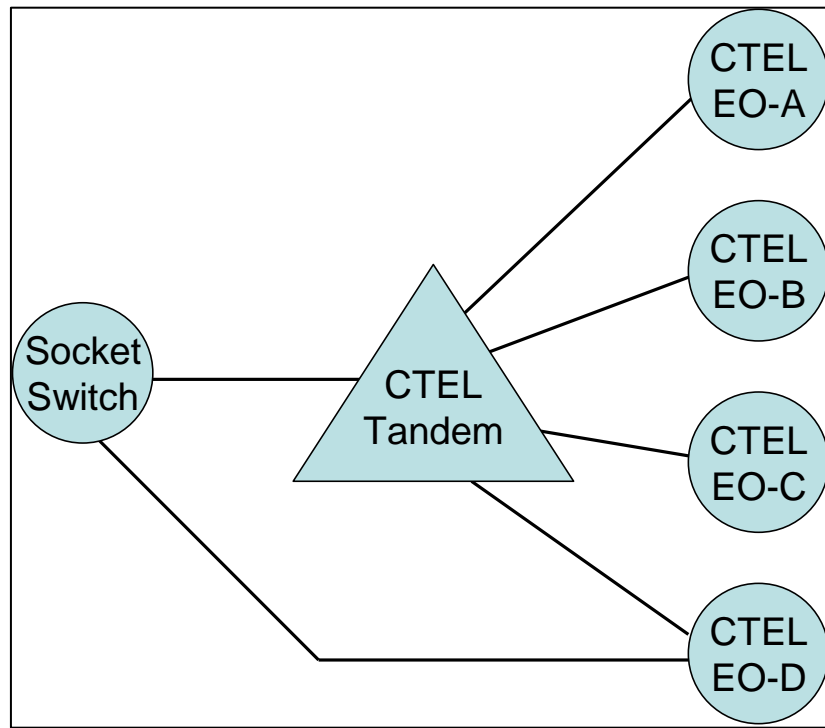 CTEL
EO-A
CTEL
EO-B
Socket
Switch
CTEL
Tandem
CTEL
EO-C
CTEL
EO-D